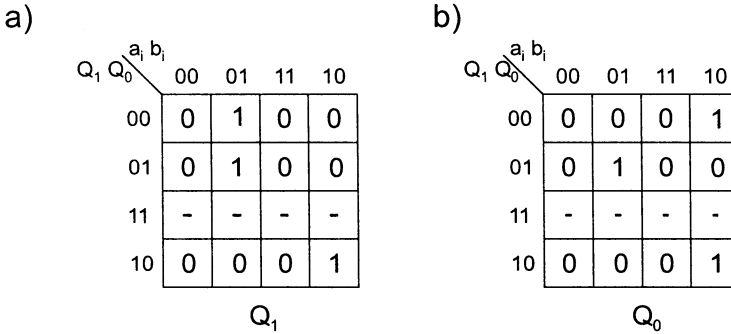 a) b)
a_i b_i a_i b_i
Q_1 Q_0 00 01 11 10 Q_1 Q_0 00 01 11 10
00 0 1 0 0 00 0 0 0 1
01 0 1 0 0 01 0 1 0 0
11 - - - - 11 - - - -
10 0 0 0 1 10 0 0 0 1
Q_1 Q_0